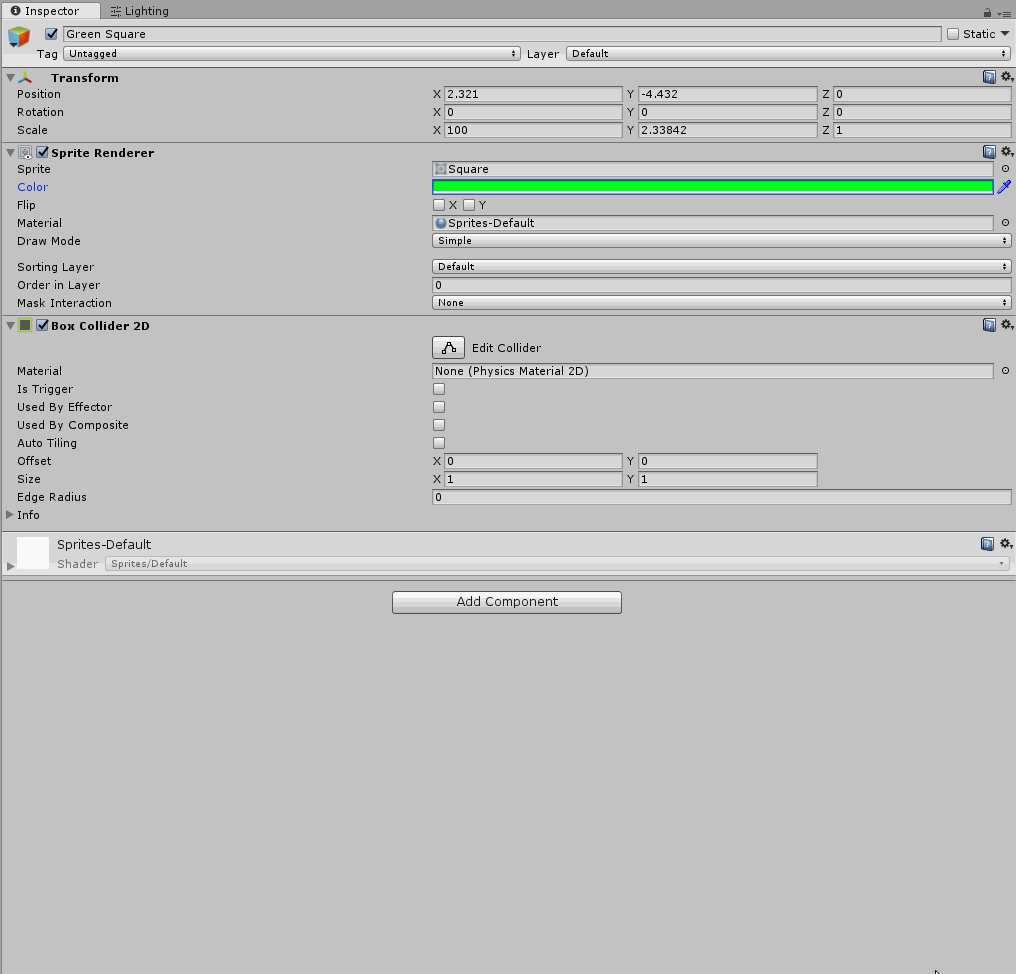 Inspector Lighting
Green Square Static
Tag Untagged Layer Default
Transform
Position X 2.321 Y -4.432 Z 0
Rotation X 0 Y 0 Z 0
Scale X 100 Y 2.33842 Z 1
Sprite Renderer
Sprite Square
Color
Flip X Y
Material Sprites-Default
Draw Mode Simple
Sorting Layer Default
Order in Layer 0
Mask Interaction None
Box Collider 2D
Edit Collider
Material None (Physics Material 2D)
Is Trigger
Used By Effector
Used By Composite
Auto Tiling
Offset X 0 Y 0
Size X 1 Y 1
Edge Radius 0
Info
Sprites-Default
Shader Sprites/Default
Add Component